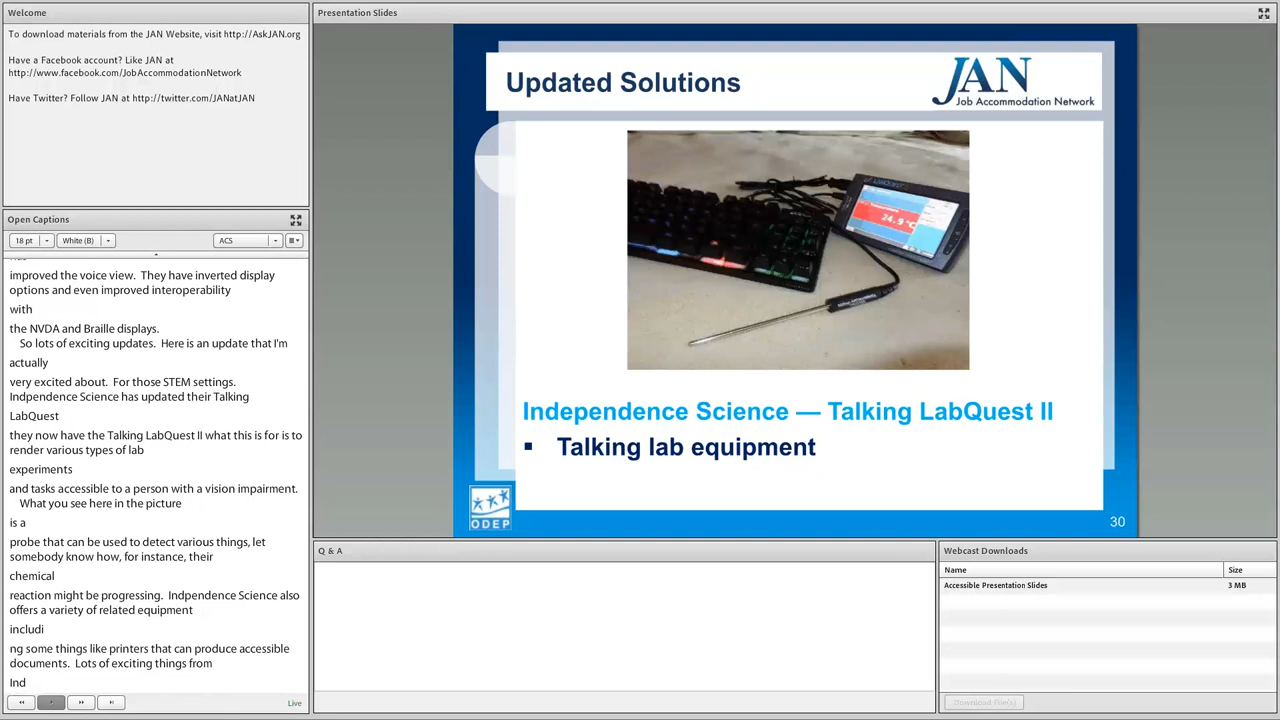 Welcome
To download materials from the JAN Website, visit http://AskJAN.org
Have a Facebook account? Like JAN at
http://www.facebook.com/JobAccommodationNetwork
Have Twitter? Follow JAN at http://twitter.com/JANatJAN
Open Captions
18 pt
White (B)
ACS
improved the voice view. They have inverted display
options and even improved interoperability
with
the NVDA and Braille displays.
So lots of exciting updates. Here is an update that I'm
actually
very excited about. For those STEM settings.
Indpendence Science has updated their Talking
LabQuest
they now have the Talking LabQuest II what this is for is to
render various types of lab
experiments
and tasks accessible to a person with a vision impairment.
What you see here in the picture
is a
probe that can be used to detect various things, let
somebody know how, for instance, their
chemical
reaction might be progressing. Indpendence Science also
offers a variety of related equipment
includi
ng some things like printers that can produce accessible
documents. Lots of exciting things from
Ind
Live
Presentation Slides
Updated Solutions
JAN
Job Accommodation Network
24.9°C
Independence Science — Talking LabQuest II
▪ Talking lab equipment
ODEP
30
Q & A
Webcast Downloads
Name Size
Accessible Presentation Slides 3 MB
Download File(s)